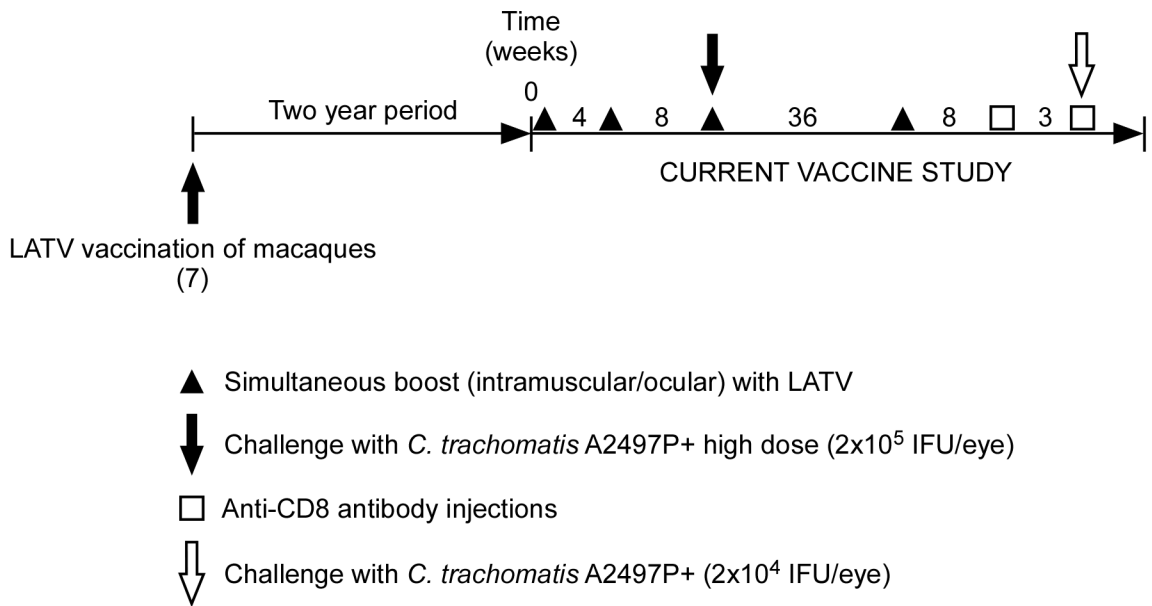 Time
(weeks)
0
Two year period
4 8 36 8 3
CURRENT VACCINE STUDY
LATV vaccination of macaques
(7)
Simultaneous boost (intramuscular/ocular) with LATV
Challenge with C. trachomatis A2497P+ high dose (2x10⁵ IFU/eye)
Anti-CD8 antibody injections
Challenge with C. trachomatis A2497P+ (2x10⁴ IFU/eye)